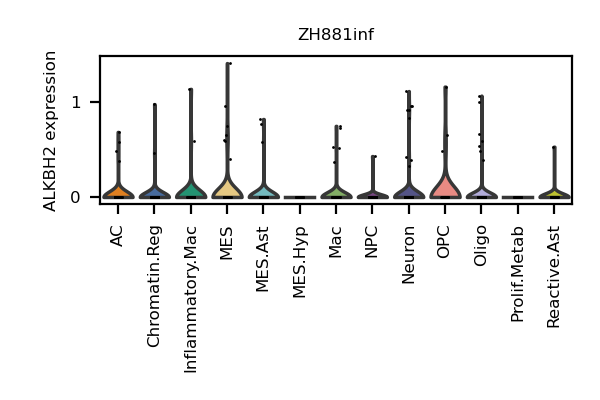 ZH881inf
ALKBH2 expression
1
0
AC
Chromatin.Reg
Inflammatory.Mac
MES
MES.Ast
MES.Hyp
Mac
NPC
Neuron
OPC
Oligo
Prolif.Metab
Reactive.Ast